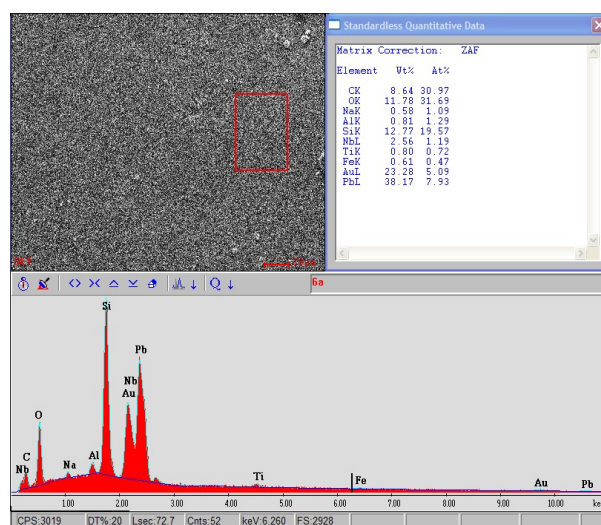 Standardless Quantitative Data
Matrix Correction: ZAF
Element Wt% At%
CK 8.64 30.97
OK 11.78 31.69
NaK 0.58 1.09
AlK 0.81 1.29
SiK 12.77 19.57
NbL 2.56 1.19
TiK 0.80 0.72
FeK 0.61 0.47
AuL 23.28 5.09
PbL 38.17 7.93
6a
Si
Pb
Nb
Au
O
C
Nb
Na
Al
Ti
Fe
Au
Pb
1.00 2.00 3.00 4.00 5.00 6.00 7.00 8.00 9.00 10.00 ke
CPS:3019 DT%:20 Lsec:72.7 Cnts:52 keV:6.260 FS:2928